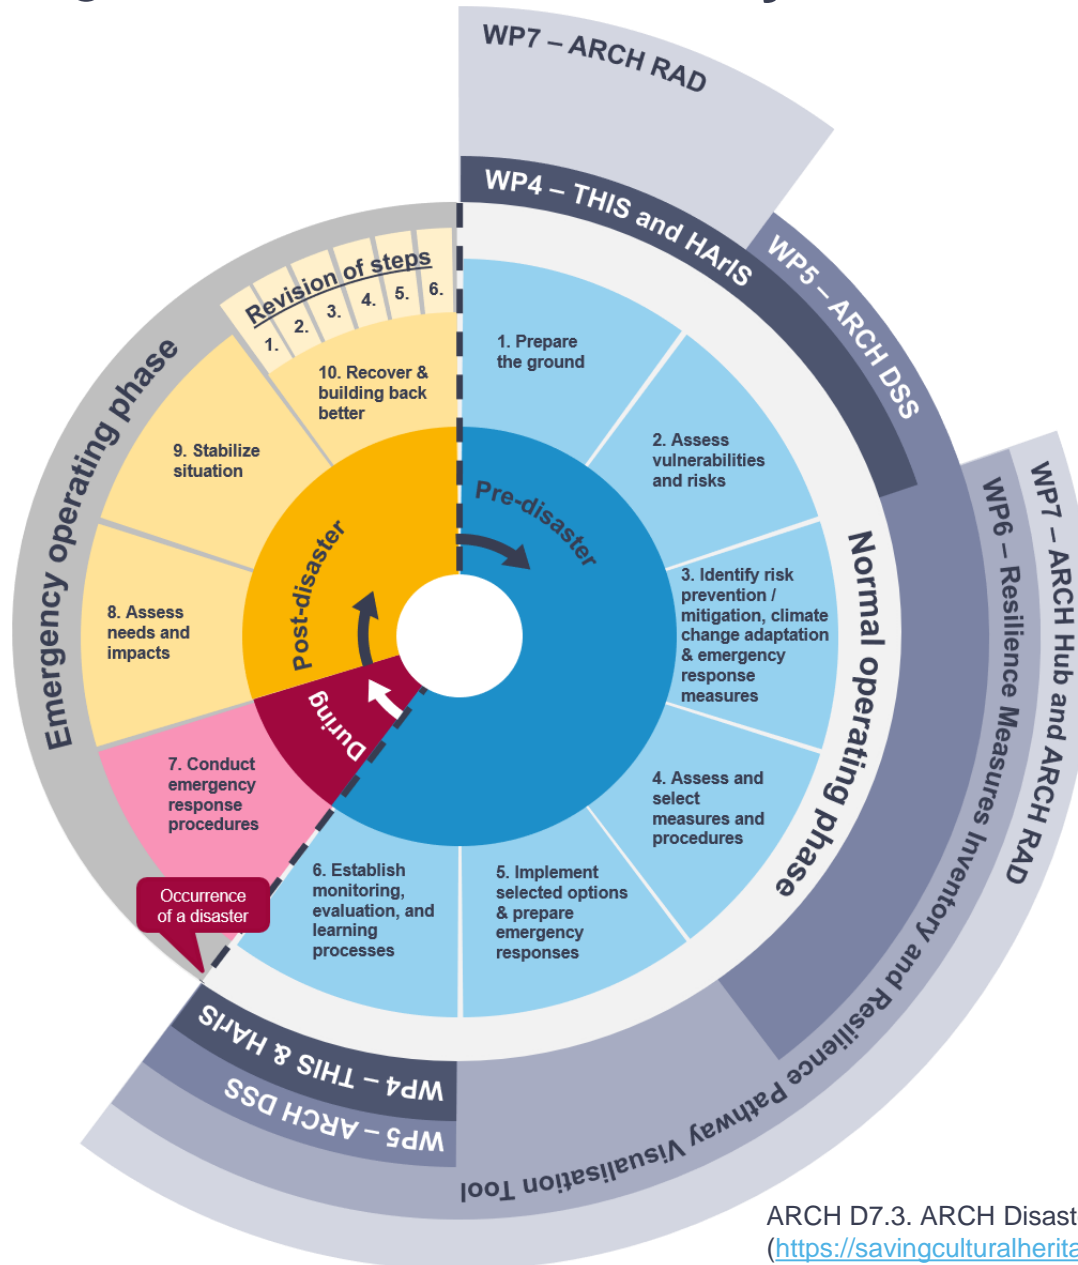 WP7 – ARCH RAD
WP4 – THIS and HArIS
WP5 – ARCH DSS
WP7 – ARCH Hub and ARCH RAD
WP6 – Resilience Measures Inventory and Resilience Pathway Visualisation Tool
Normal operating phase
Emergency operating phase
Revision of steps
1.
2.
3.
4.
5.
6.
1. Prepare
the ground
2. Assess
vulnerabilities
and risks
3. Identify risk
prevention /
mitigation, climate
change adaptation
& emergency
response
measures
4. Assess and
select
measures and
procedures
5. Implement
selected options
& prepare
emergency
responses
6. Establish
monitoring,
evaluation, and
learning
processes
7. Conduct
emergency
response
procedures
8. Assess
needs and
impacts
9. Stabilize
situation
10. Recover &
building back
better
Pre-disaster
During
Post-disaster
Occurrence
of a disaster
WP4 – THIS & HArIS
WP5 – ARCH DSS
ARCH D7.3. ARCH Disast
(https://savingculturalherita